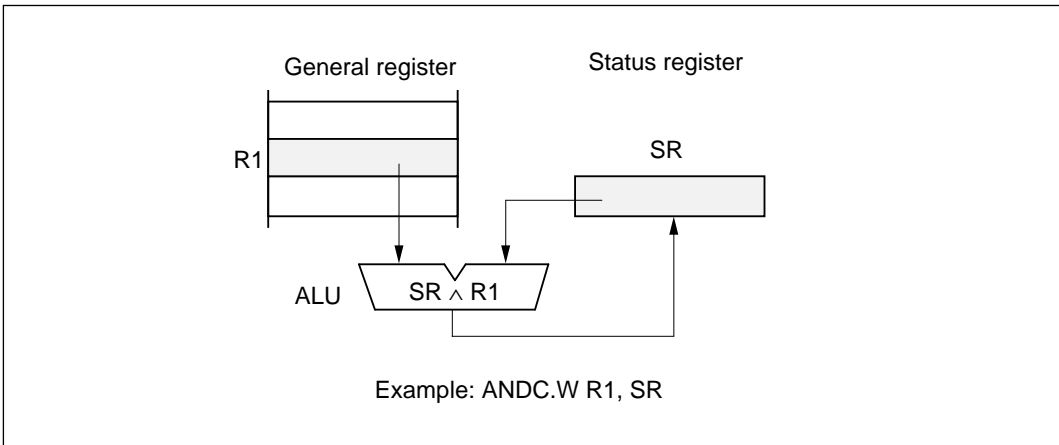 General register
Status register
R1
SR
ALU
SR ∧ R1
Example: ANDC.W R1, SR